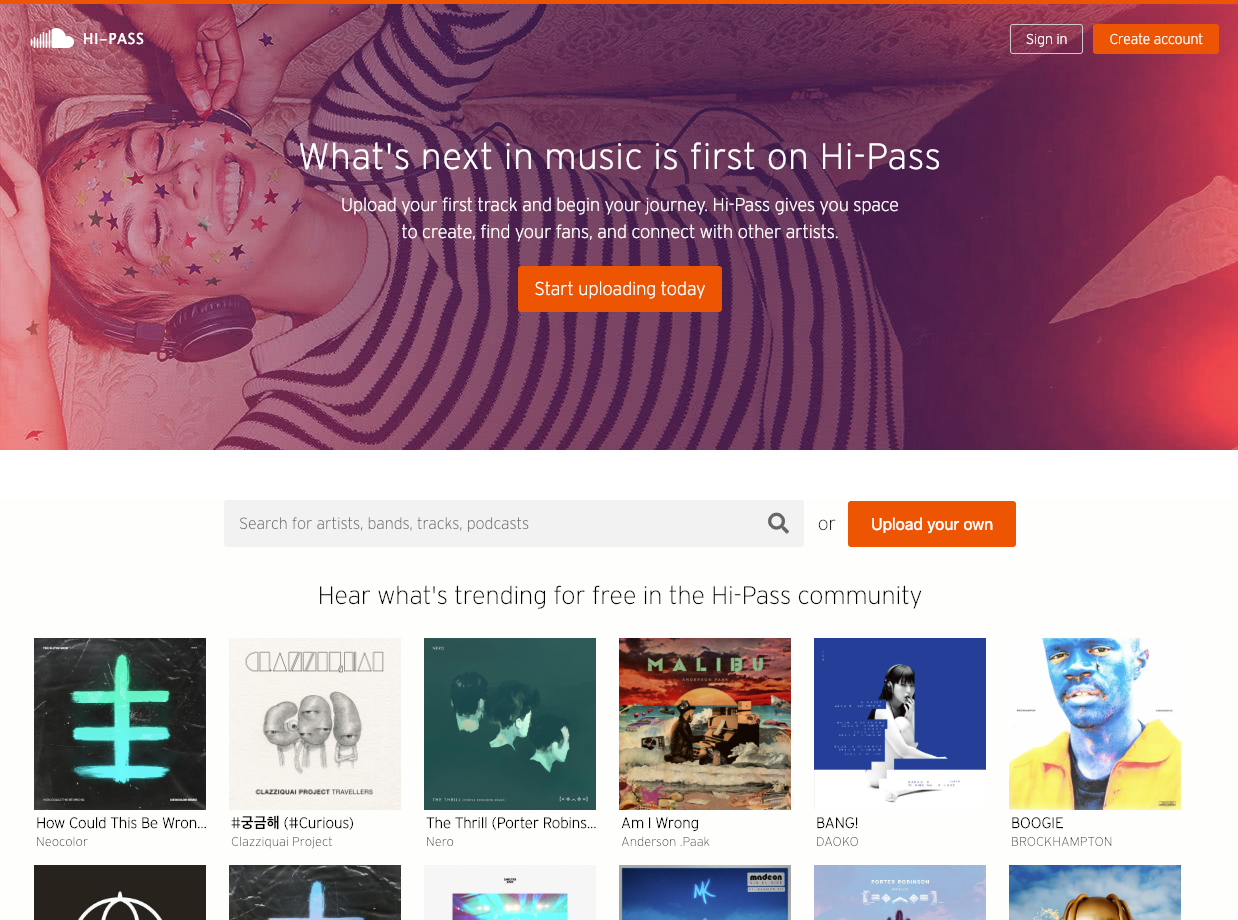 HI-PASS
Sign in
Create account
What's next in music is first on Hi-Pass
Upload your first track and begin your journey. Hi-Pass gives you space
to create, find your fans, and connect with other artists.
Start uploading today
Search for artists, bands, tracks, podcasts
or
Upload your own
Hear what's trending for free in the Hi-Pass community
CLAZZIQUAI
CLAZZIQUAI PROJECT TRAVELLERS
NERO
MALIBU
ANDERSON .PAAK
How Could This Be Wron...
Neocolor
#궁금해 (#Curious)
Clazziquai Project
The Thrill (Porter Robins...
Nero
Am I Wrong
Anderson .Paak
BANG!
DAOKO
BOOGIE
BROCKHAMPTON
madeon
PORTER ROBINSON